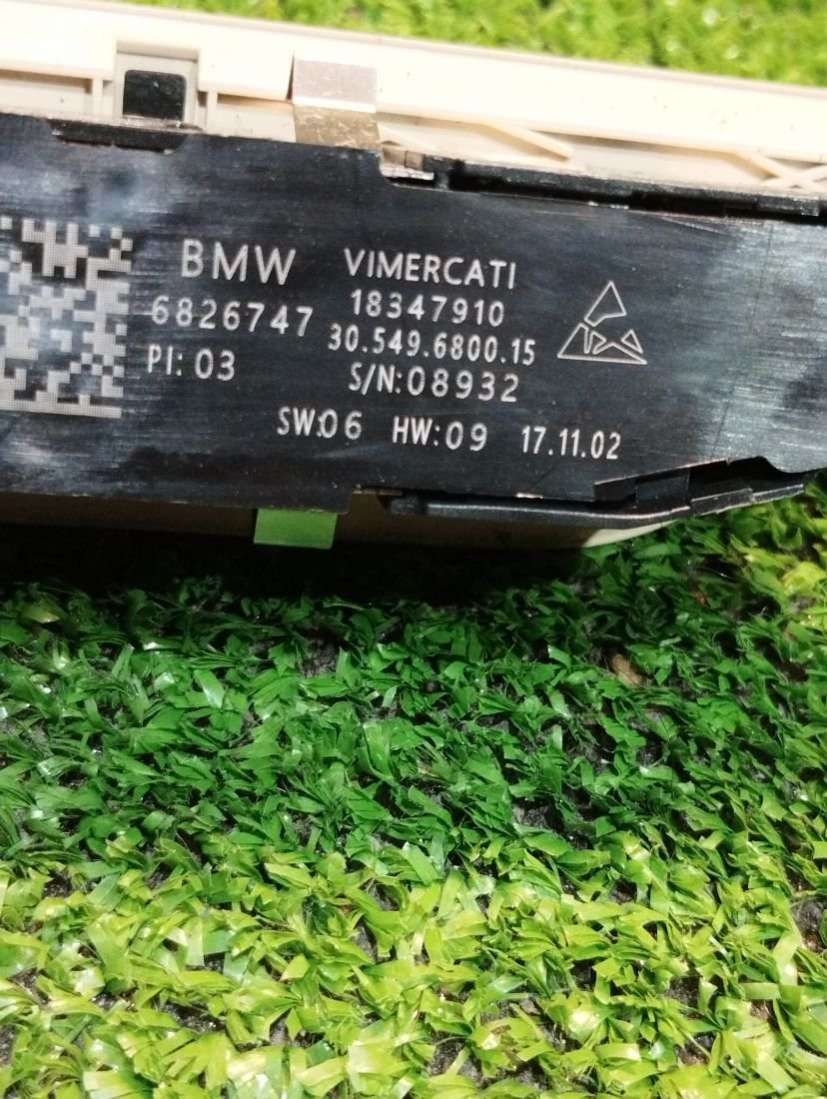 BMW VIMERCATI
6826747 18347910
30.549.6800.15
PI: 03 S/N:08932
SW:06 HW:09 17.11.02